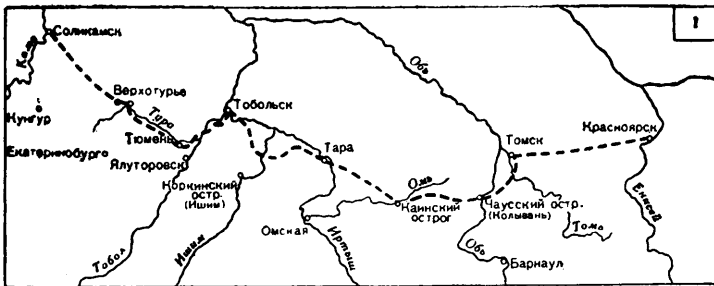 1
Соликамск
Кама
Верхотурье
Кунгур
Тура
Тобольск
Тюмень
Екатеринобурго
Ялуторовск
Коркинский
остр.
(Ишим)
Тара
Обь
Томск
Красноярск
Омь
Каинский
острог
Чаусский остр.
(Колывань)
Енисей
Томь
Омская
Обь
Барнаул
Тобол
Ишим
Иртыш